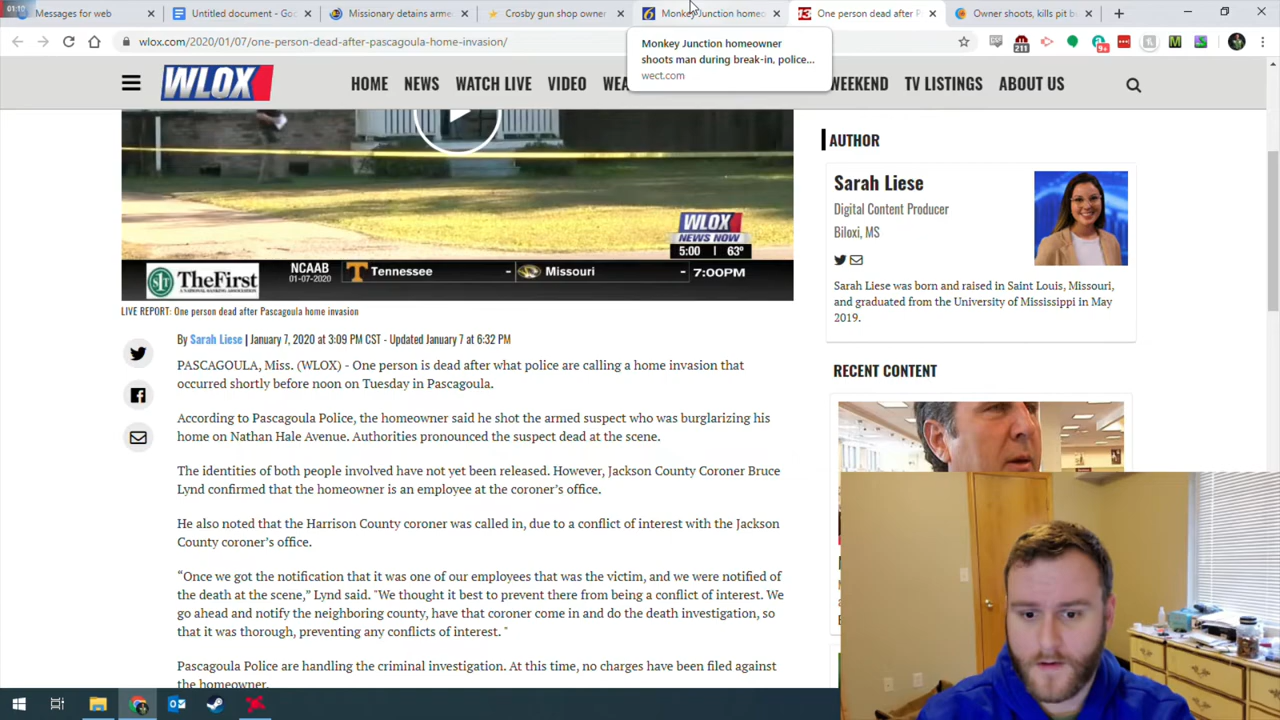 01:10
Messages for web
Untitled document - Goo
Missionary detains arme
Crosby gun shop owner
Monkey Junction homeo
One person dead after P
Owner shoots, kills pit b
wlox.com/2020/01/07/one-person-dead-after-pascagoula-home-invasion/
211
9+
Monkey Junction homeowner
shoots man during break-in, police...
wect.com
WLOX
HOME
NEWS
WATCH LIVE
VIDEO
WEA
WEEKEND
TV LISTINGS
ABOUT US
WLOX
NEWS NOW
5:00 | 63°
TheFirst
NCAAB
01-07-2020
T Tennessee -
Missouri -
7:00PM
LIVE REPORT: One person dead after Pascagoula home invasion
By Sarah Liese | January 7, 2020 at 3:09 PM CST - Updated January 7 at 6:32 PM
PASCAGOULA, Miss. (WLOX) - One person is dead after what police are calling a home invasion that
occurred shortly before noon on Tuesday in Pascagoula.
According to Pascagoula Police, the homeowner said he shot the armed suspect who was burglarizing his
home on Nathan Hale Avenue. Authorities pronounced the suspect dead at the scene.
The identities of both people involved have not yet been released. However, Jackson County Coroner Bruce
Lynd confirmed that the homeowner is an employee at the coroner's office.
He also noted that the Harrison County coroner was called in, due to a conflict of interest with the Jackson
County coroner's office.
“Once we got the notification that it was one of our employees that was the victim, and we were notified of
the death at the scene,” Lynd said. "We thought it best to prevent there from being a conflict of interest. We
go ahead and notify the neighboring county, have that coroner come in and do the death investigation, so
that it was thorough, preventing any conflicts of interest. "
Pascagoula Police are handling the criminal investigation. At this time, no charges have been filed against
the homeowner.
AUTHOR
Sarah Liese
Digital Content Producer
Biloxi, MS
Sarah Liese was born and raised in Saint Louis, Missouri,
and graduated from the University of Mississippi in May
2019.
RECENT CONTENT